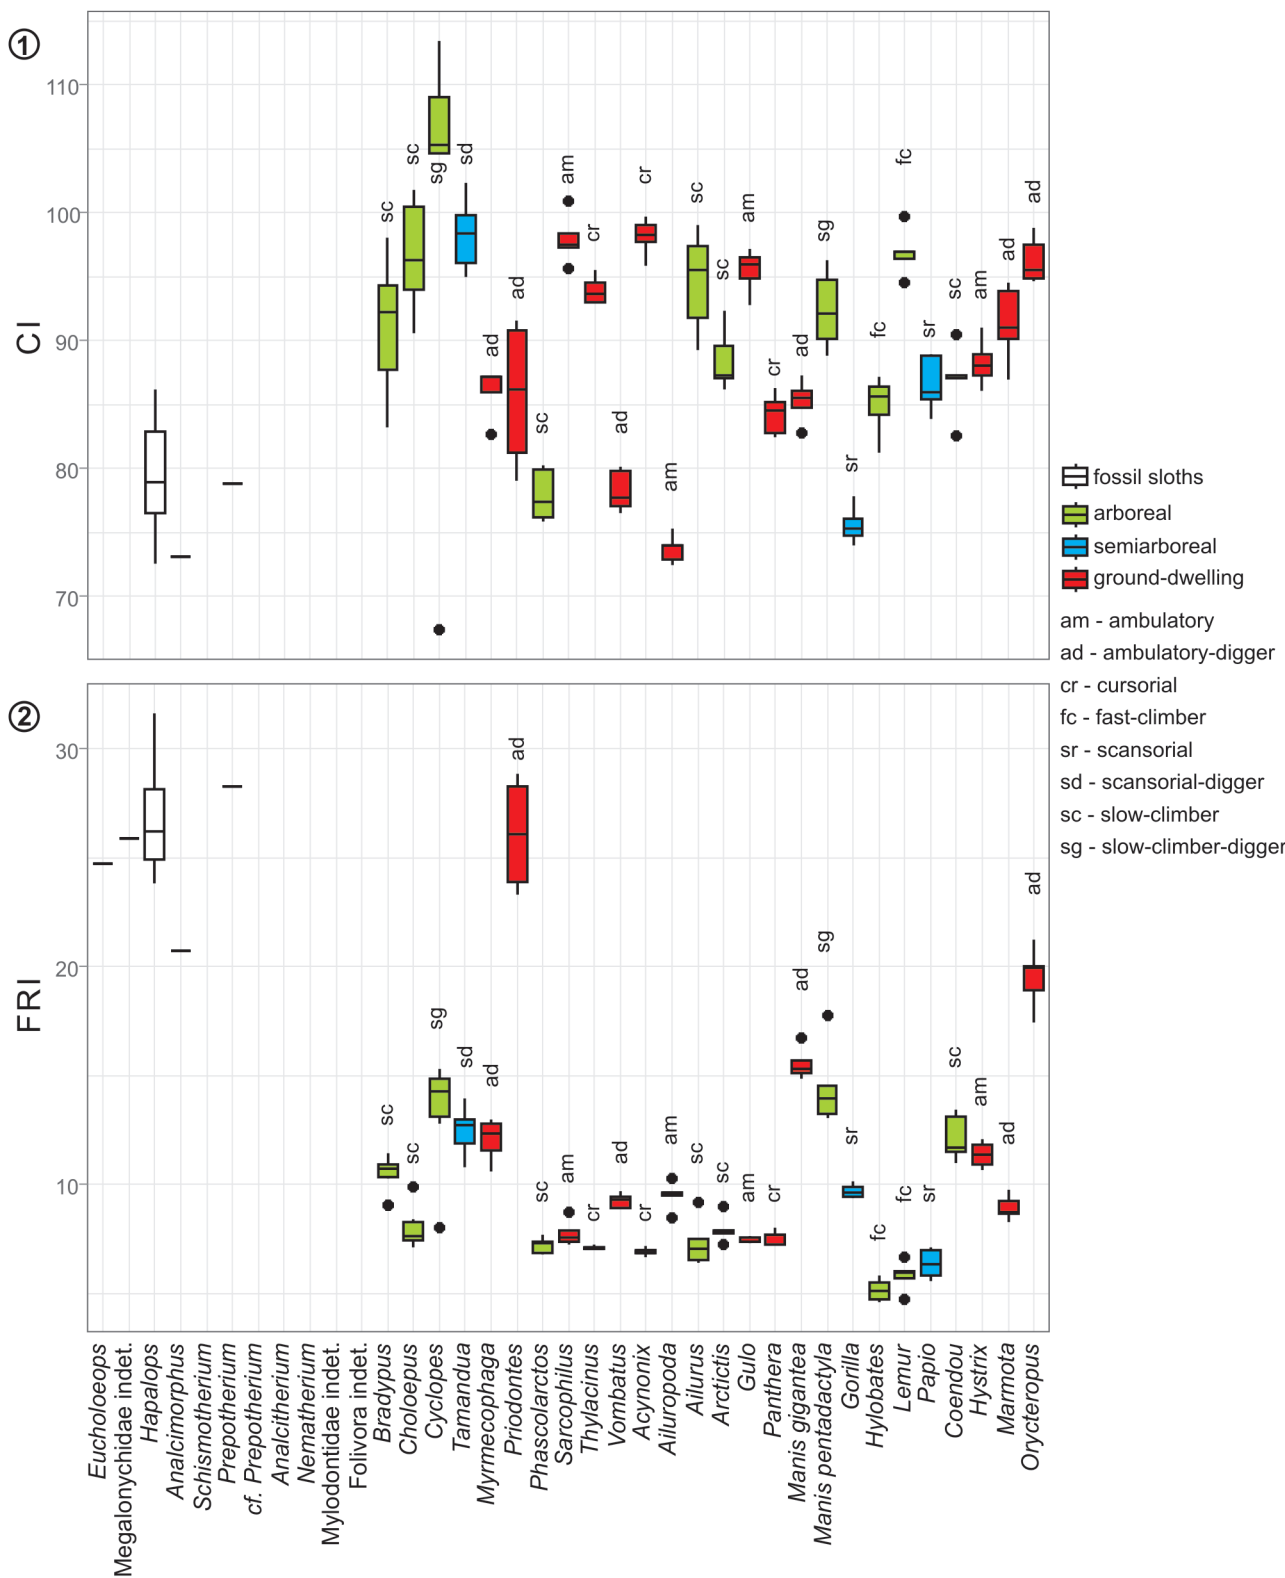 1
CI
110
100
90
80
70
sc
sc
sg
sd
ad
ad
sc
am
cr
ad
cr
am
sc
sc
am
cr
ad
sg
sr
fc
fc
sr
sc
am
ad
ad
fossil sloths
arboreal
semiarboreal
ground-dwelling
am - ambulatory
ad - ambulatory-digger
cr - cursorial
fc - fast-climber
sr - scansorial
sd - scansorial-digger
sc - slow-climber
sg - slow-climber-digger
2
FRI
30
20
10
sc
sc
sg
sd
ad
ad
sc
am
cr
ad
cr
am
sc
sc
am
cr
ad
sg
sr
fc
fc
sr
sc
am
ad
ad
Eucholoeops
Megalonychidae indet.
Hapalops
Analcimorphus
Schismotherium
Prepotherium
cf. Prepotherium
Analcitherium
Nematherium
Mylodontidae indet.
Folivora indet.
Bradypus
Choloepus
Cyclopes
Tamandua
Myrmecophaga
Priodontes
Phascolarctos
Sarcophilus
Thylacinus
Vombatus
Acynonix
Ailuropoda
Ailurus
Arctictis
Gulo
Panthera
Manis gigantea
Manis pentadactyla
Gorilla
Hylobates
Lemur
Papio
Coendou
Hystrix
Marmota
Orycteropus